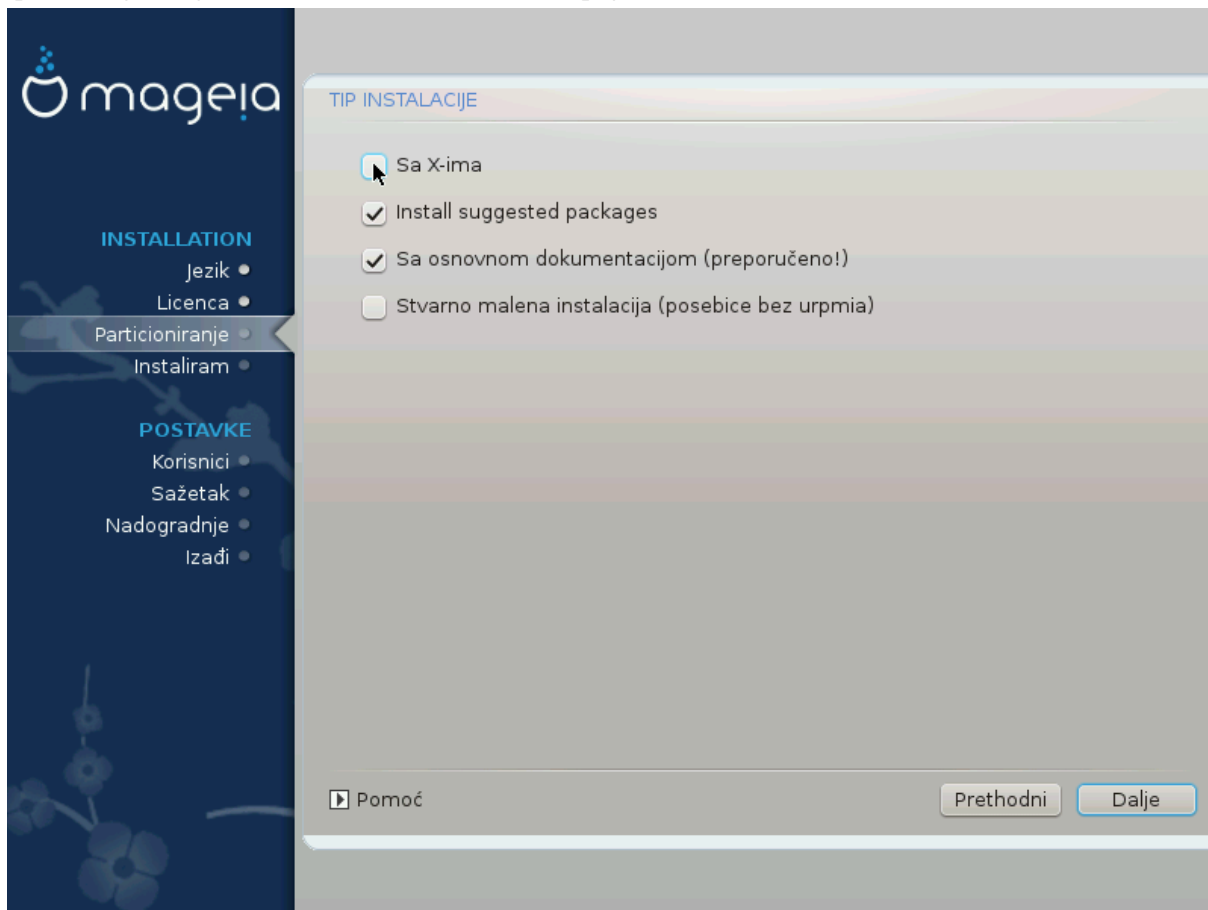 mageia
INSTALLATION
Jezik
Licenca
Particioniranje
Instaliram
POSTAVKE
Korisnici
Sažetak
Nadogradnje
Izađi
TIP INSTALACIJE
Sa X-ima
Install suggested packages
Sa osnovnom dokumentacijom (preporučeno!)
Stvarno malena instalacija (posebice bez urpmia)
Pomoć
Prethodni
Dalje